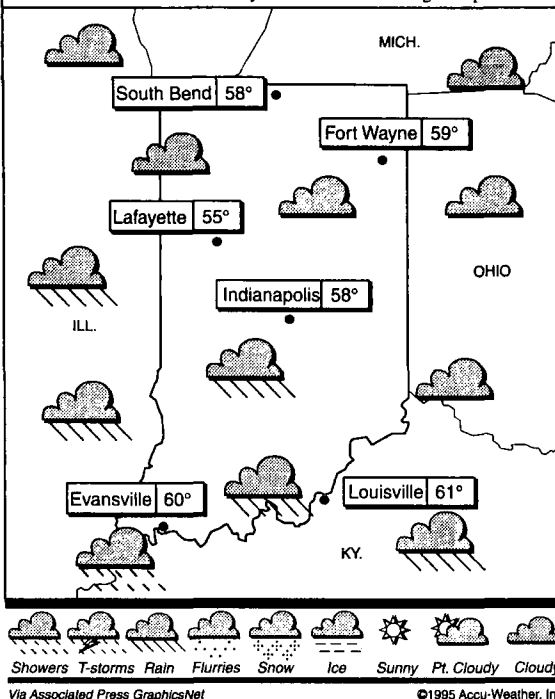 MICH.
South Bend 58°
Fort Wayne 59°
Lafayette 55°
OHIO
Indianapolis 58°
ILL.
Evansville 60°
Louisville 61°
KY.
Showers T-storms Rain Flurries Snow Ice Sunny Pt. Cloudy Cloudy
Via Associated Press GraphicsNet ©1995 Accu-Weather, In